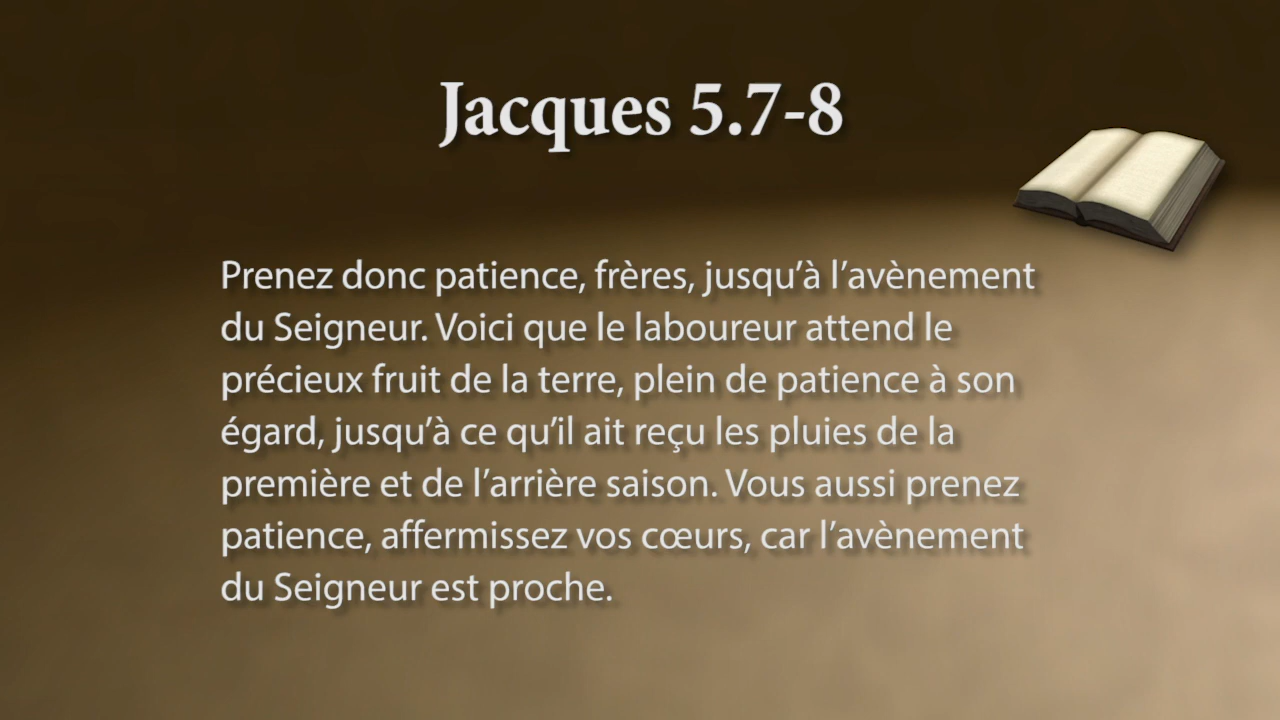 Jacques 5.7-8
Prenez donc patience, frères, jusqu’à l’avènement
du Seigneur. Voici que le laboureur attend le
précieux fruit de la terre, plein de patience à son
égard, jusqu’à ce qu’il ait reçu les pluies de la
première et de l’arrière saison. Vous aussi prenez
patience, affermissez vos cœurs, car l’avènement
du Seigneur est proche.